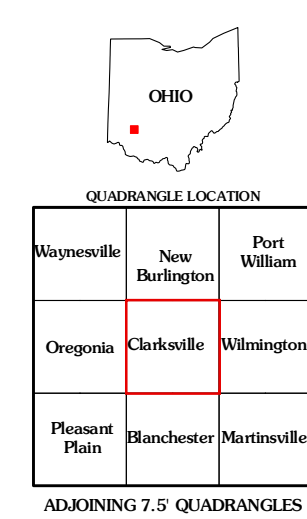 OHIO
QUADRANGLE LOCATION
Waynesville
New
Burlington
Port
William
Oregonia
Clarksville
Wilmington
Pleasant
Plain
Blanchester
Martinsville
ADJOINING 7.5' QUADRANGLES